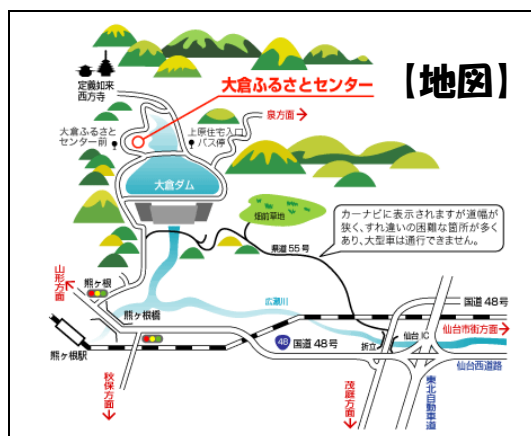 【地図】
定義如来
西方寺
大倉ふるさとセンター
泉方面
大倉ふるさと
センター前
上原住宅入口
バス停
大倉ダム
畑前草地
カーナビに表示されますが道幅が
狭く、すれ違いの困難な箇所が多く
あり、大型車は通行できません。
県道55号
山形方面
熊ヶ根
熊ヶ根橋
広瀬川
国道48号
仙台市街方面
熊ヶ根駅
48
国道48号
折立
仙台IC
仙台西道路
秋保方面
茂庭方面
東北自動車道